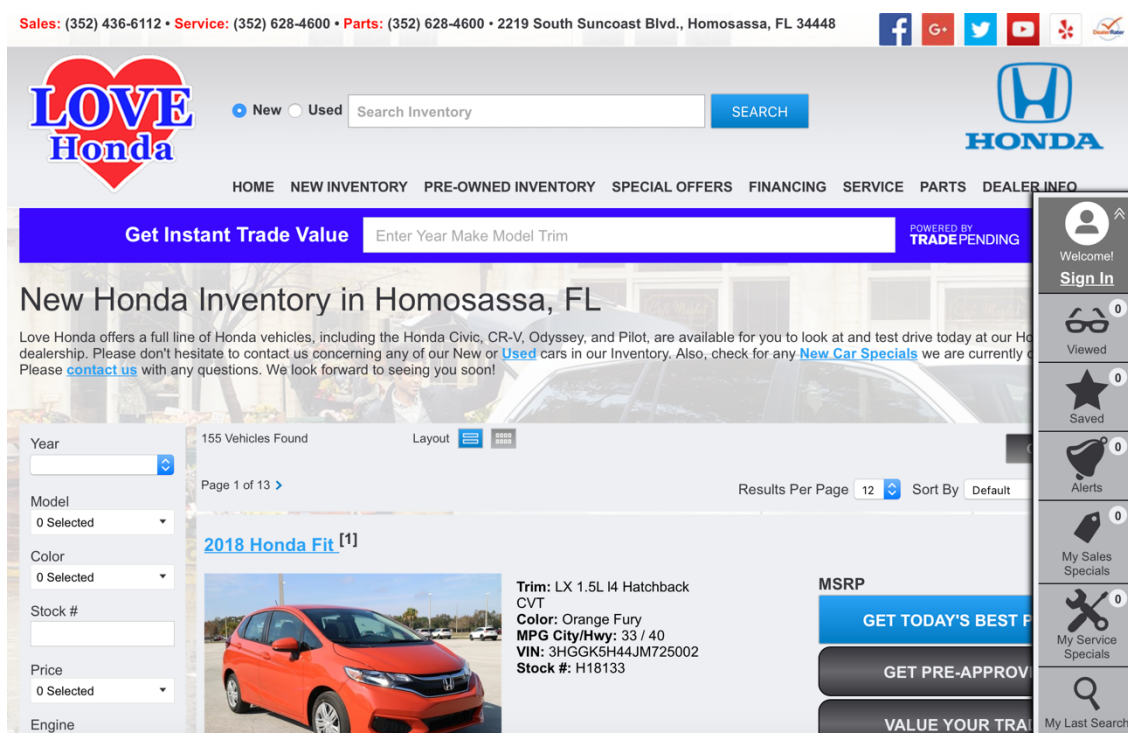 Sales: (352) 436-6112 • Service: (352) 628-4600 • Parts: (352) 628-4600 • 2219 South Suncoast Blvd., Homosassa, FL 34448
G+
DealerRater
LOVE
Honda
New
Used
Search Inventory
SEARCH
HONDA
HOME NEW INVENTORY PRE-OWNED INVENTORY SPECIAL OFFERS FINANCING SERVICE PARTS DEALER INFO
Get Instant Trade Value
Enter Year Make Model Trim
POWERED BY
TRADEPENDING
Welcome!
Sign In
0
Viewed
0
Saved
0
Alerts
0
My Sales
Specials
0
My Service
Specials
My Last Search
New Honda Inventory in Homosassa, FL
Love Honda offers a full line of Honda vehicles, including the Honda Civic, CR-V, Odyssey, and Pilot, are available for you to look at and test drive today at our Ho
dealership. Please don't hesitate to contact us concerning any of our New or Used cars in our Inventory. Also, check for any New Car Specials we are currently
Please contact us with any questions. We look forward to seeing you soon!
Year
Model
0 Selected
Color
0 Selected
Stock #
Price
0 Selected
Engine
155 Vehicles Found
Layout
Page 1 of 13 >
Results Per Page 12
Sort By Default
2018 Honda Fit [1]
Trim: LX 1.5L I4 Hatchback
CVT
Color: Orange Fury
MPG City/Hwy: 33 / 40
VIN: 3HGGK5H44JM725002
Stock #: H18133
MSRP
GET TODAY'S BEST P
GET PRE-APPROV
VALUE YOUR TRA